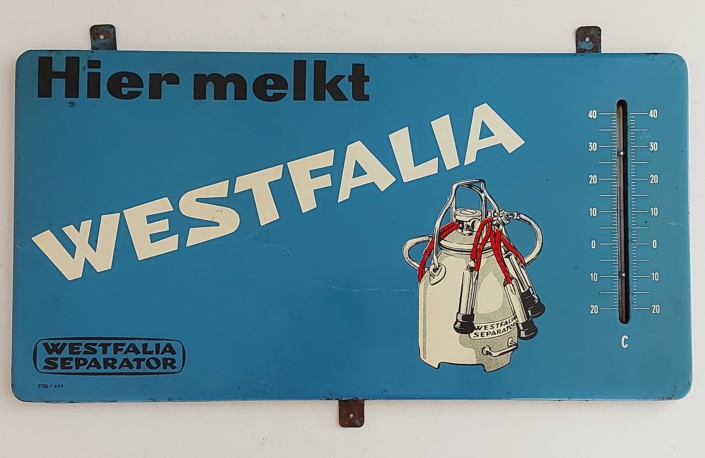 Hier melkt
WESTFALIA
40 40
30 30
20 20
10 10
0 0
10 10
20 20
C
WESTFALIA
SEPARATOR
WESTFALIA
SEPARATOR